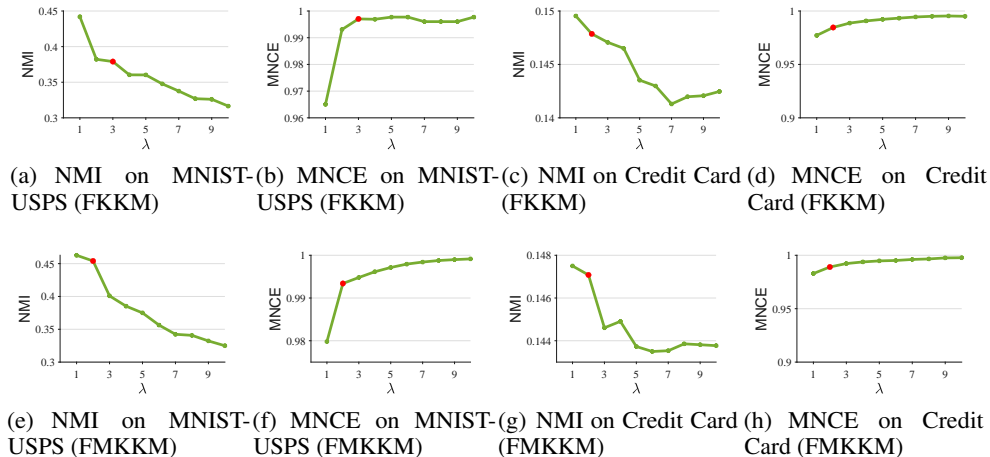 0.45
0.4
0.35
0.3
NMI
1 3 5 7 9
λ
1
0.99
0.98
0.97
0.96
MNCE
1 3 5 7 9
λ
0.15
0.145
0.14
NMI
1 3 5 7 9
λ
1
0.95
0.9
MNCE
1 3 5 7 9
λ
(a) NMI on MNIST-
USPS (FKKM)
(b) MNCE on MNIST-
USPS (FKKM)
(c) NMI on Credit Card
(FKKM)
(d) MNCE on Credit
Card (FKKM)
0.45
0.4
0.35
0.3
NMI
1 3 5 7 9
λ
1
0.99
0.98
MNCE
1 3 5 7 9
λ
0.148
0.146
0.144
NMI
1 3 5 7 9
λ
1
0.95
0.9
MNCE
1 3 5 7 9
λ
(e) NMI on MNIST-
USPS (FMKKM)
(f) MNCE on MNIST-
USPS (FMKKM)
(g) NMI on Credit Card
(FMKKM)
(h) MNCE on Credit
Card (FMKKM)